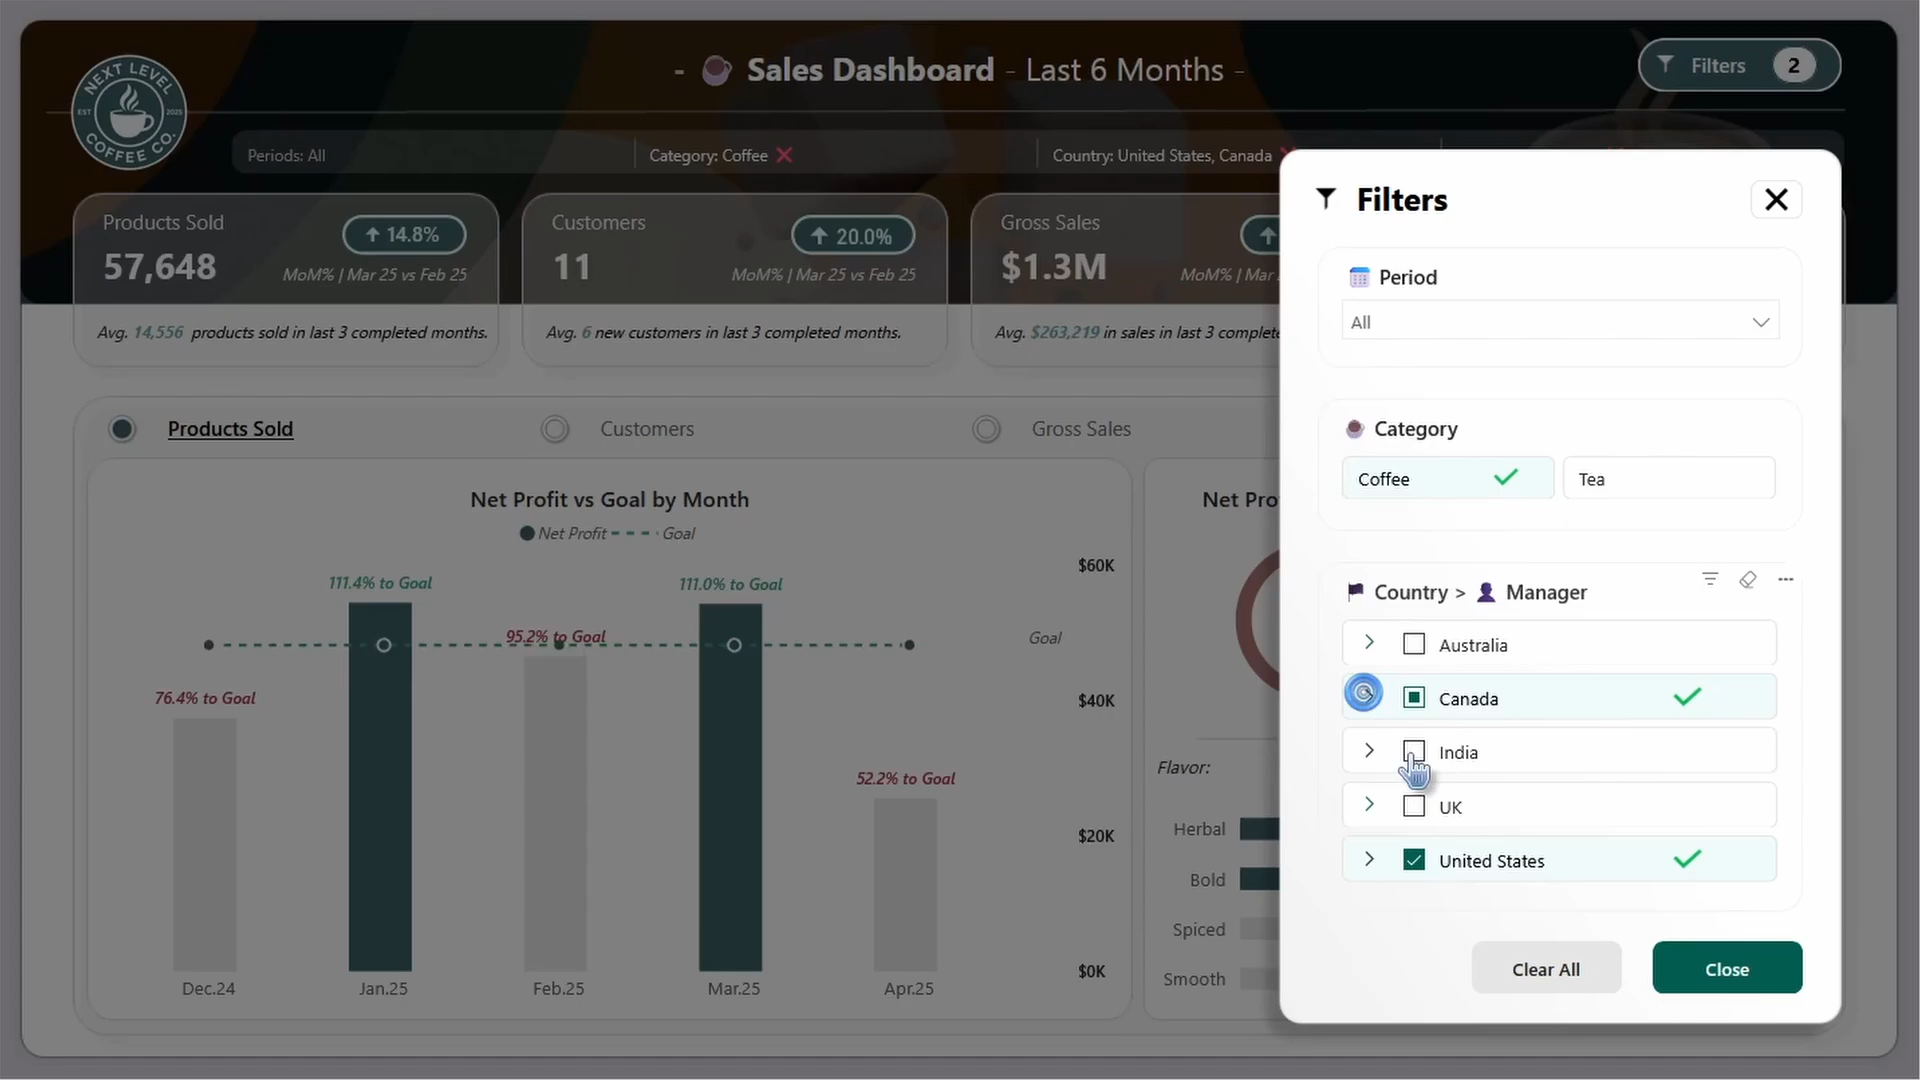 NEXT LEVEL
EST 2025
COFFEE CO.
- Sales Dashboard - Last 6 Months -
Filters 2
Periods: All
Category: Coffee
Country: United States, Canada
Products Sold
14.8%
57,648
MoM% | Mar 25 vs Feb 25
Avg. 14,556 products sold in last 3 completed months.
Customers
20.0%
11
MoM% | Mar 25 vs Feb 25
Avg. 6 new customers in last 3 completed months.
Gross Sales
$1.3M
MoM% | Mar
Avg. $263,219 in sales in last 3 complete
Products Sold
Customers
Gross Sales
Net Profit vs Goal by Month
Net Profit
Goal
$60K
$40K
$20K
$0K
Goal
76.4% to Goal
111.4% to Goal
95.2% to Goal
111.0% to Goal
52.2% to Goal
Dec.24
Jan.25
Feb.25
Mar.25
Apr.25
Net Pro
Flavor:
Herbal
Bold
Spiced
Smooth
Filters
Period
All
Category
Coffee
Tea
Country > Manager
Australia
Canada
India
UK
United States
Clear All
Close